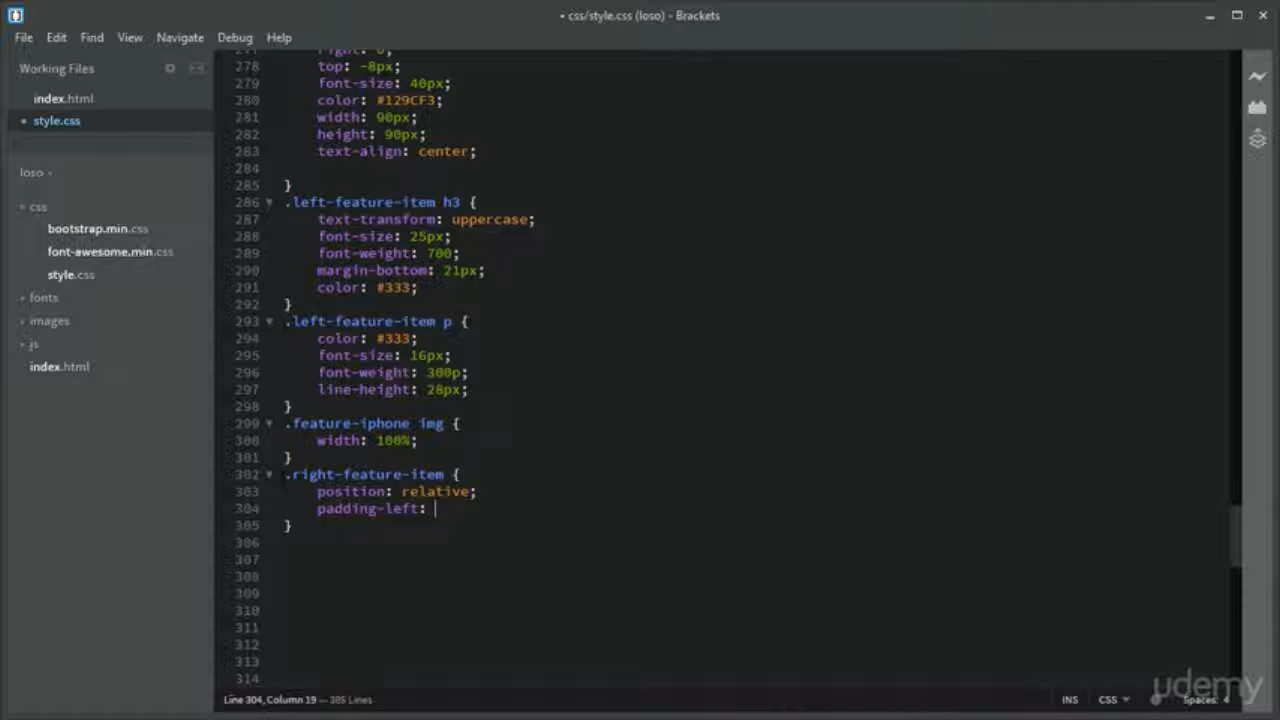 • css/style.css (loso) - Brackets
File Edit Find View Navigate Debug Help
Working Files
index.html
• style.css
loso
css
bootstrap.min.css
font-awesome.min.css
style.css
fonts
images
js
index.html
277 right: 0;
278 top: -8px;
279 font-size: 40px;
280 color: #129CF3;
281 width: 90px;
282 height: 90px;
283 text-align: center;
284
285 }
286 .left-feature-item h3 {
287 text-transform: uppercase;
288 font-size: 25px;
289 font-weight: 700;
290 margin-bottom: 21px;
291 color: #333;
292 }
293 .left-feature-item p {
294 color: #333;
295 font-size: 16px;
296 font-weight: 300p;
297 line-height: 28px;
298 }
299 .feature-iphone img {
300 width: 100%;
301 }
302 .right-feature-item {
303 position: relative;
304 padding-left:
305 }
306
307
308
309
310
311
312
313
314
Line 304, Column 19 — 305 Lines
INS CSS Spaces: 4
udemy